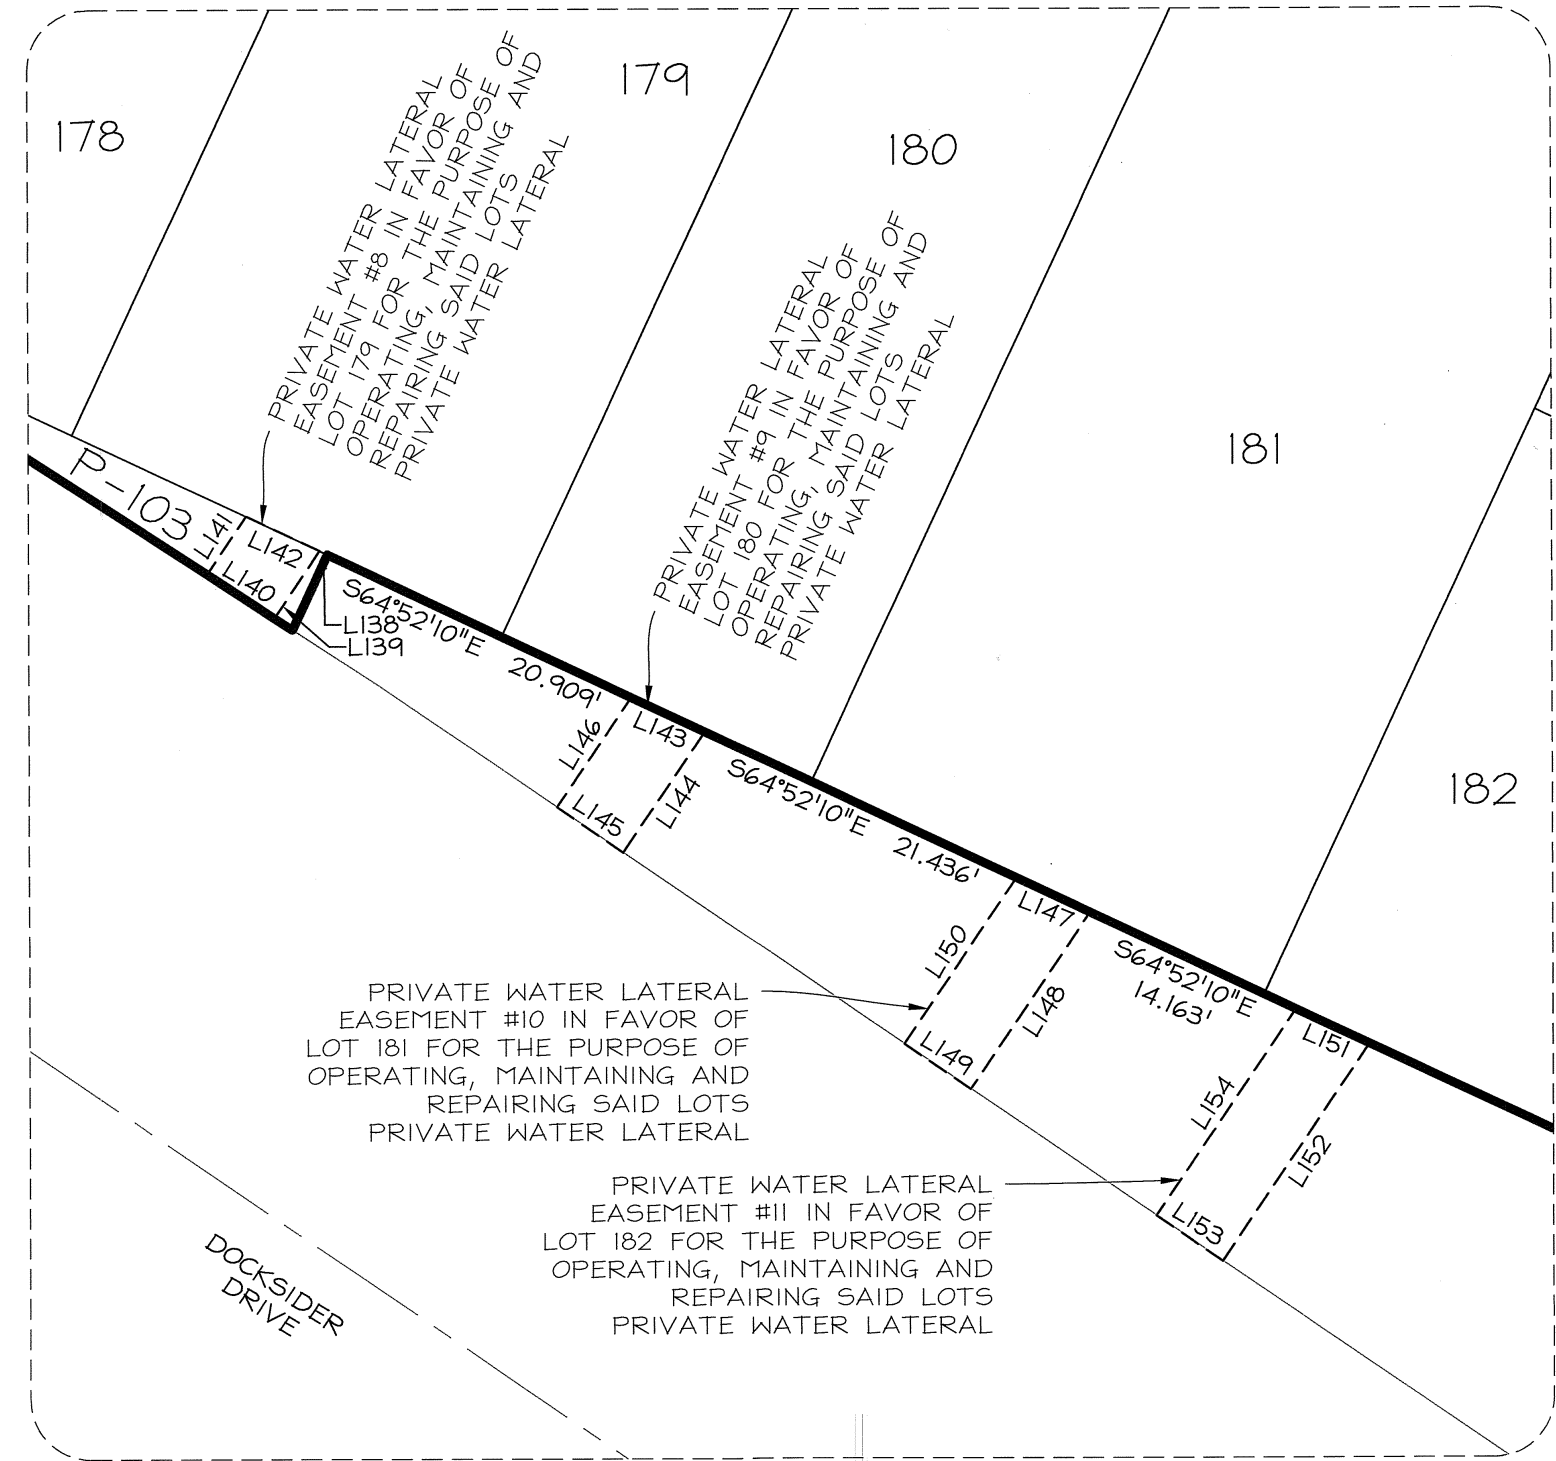 178
179
180
181
182
PRIVATE WATER LATERAL
EASEMENT #8 IN FAVOR OF
LOT 179 FOR THE PURPOSE OF
OPERATING, MAINTAINING AND
REPAIRING SAID LOTS
PRIVATE WATER LATERAL
PRIVATE WATER LATERAL
EASEMENT #9 IN FAVOR OF
LOT 180 FOR THE PURPOSE OF
OPERATING, MAINTAINING AND
REPAIRING SAID LOTS
PRIVATE WATER LATERAL
P-103
L141
L142
L140
L138
L139
S64°52'10"E 20.909'
L146
L143
L144
L145
S64°52'10"E 21.436'
L147
L150
L148
L149
S64°52'10"E
14.163'
L151
L154
L152
L153
PRIVATE WATER LATERAL
EASEMENT #10 IN FAVOR OF
LOT 181 FOR THE PURPOSE OF
OPERATING, MAINTAINING AND
REPAIRING SAID LOTS
PRIVATE WATER LATERAL
PRIVATE WATER LATERAL
EASEMENT #11 IN FAVOR OF
LOT 182 FOR THE PURPOSE OF
OPERATING, MAINTAINING AND
REPAIRING SAID LOTS
PRIVATE WATER LATERAL
DOCKSIDER
DRIVE